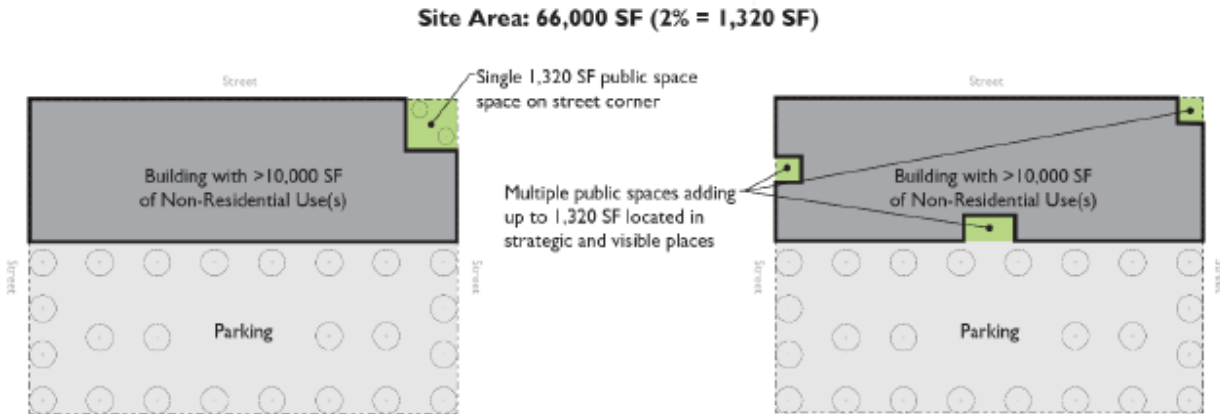 Site Area: 66,000 SF (2% = 1,320 SF)
Street
Single 1,320 SF public space
space on street corner
Building with >10,000 SF
of Non-Residential Use(s)
Street
Street
Parking
Multiple public spaces adding
up to 1,320 SF located in
strategic and visible places
Street
Building with >10,000 SF
of Non-Residential Use(s)
Street
Street
Parking